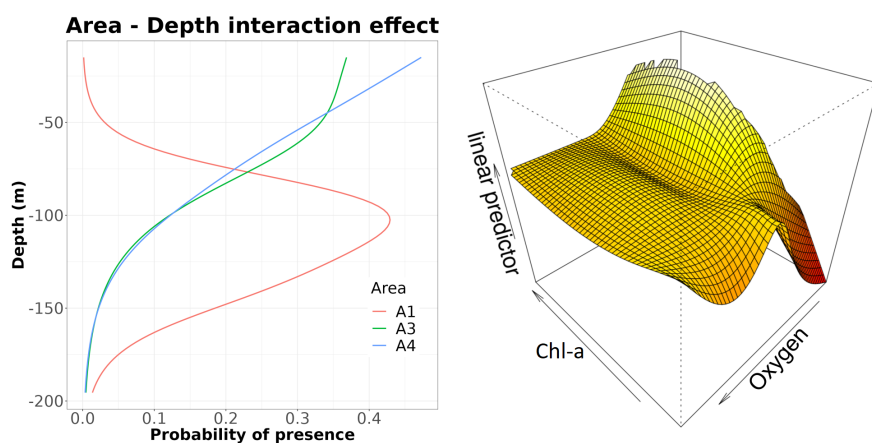 Area - Depth interaction effect
Depth (m)
-50
-100
-150
-200
0.0 0.1 0.2 0.3 0.4
Probability of presence
Area
A1
A3
A4
linear predictor
Chl-a
Oxygen